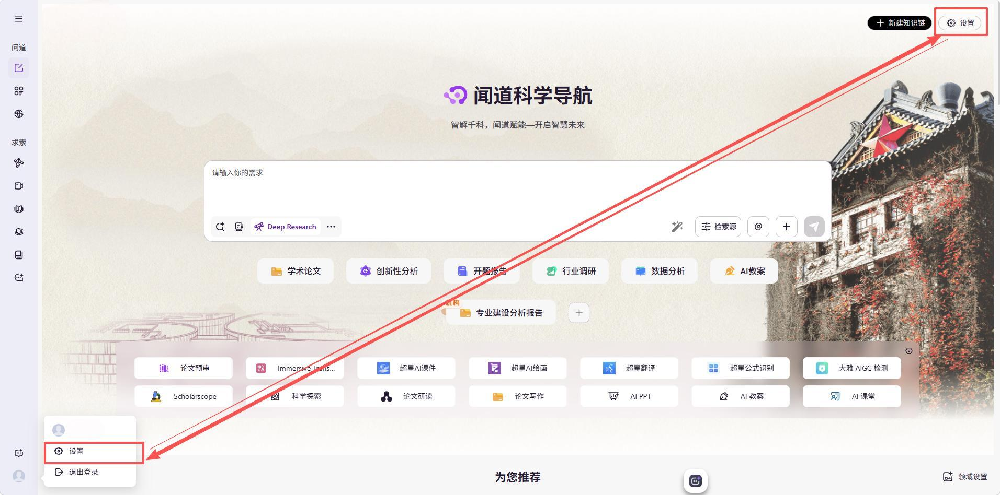 新建知识链
设置
问道
求索
闻道科学导航
智解千科，闻道赋能—开启智慧未来
请输入你的需求
Deep Research
检索源
@
学术论文
创新性分析
开题报告
行业调研
数据分析
AI教案
机构
专业建设分析报告
论文预审
Immersive Trans...
超星AI课件
超星AI绘画
超星翻译
超星公式识别
大雅 AIGC 检测
Scholarscope
科学探索
论文研读
论文写作
AI PPT
AI 教案
AI 课堂
设置
退出登录
为您推荐
领域设置